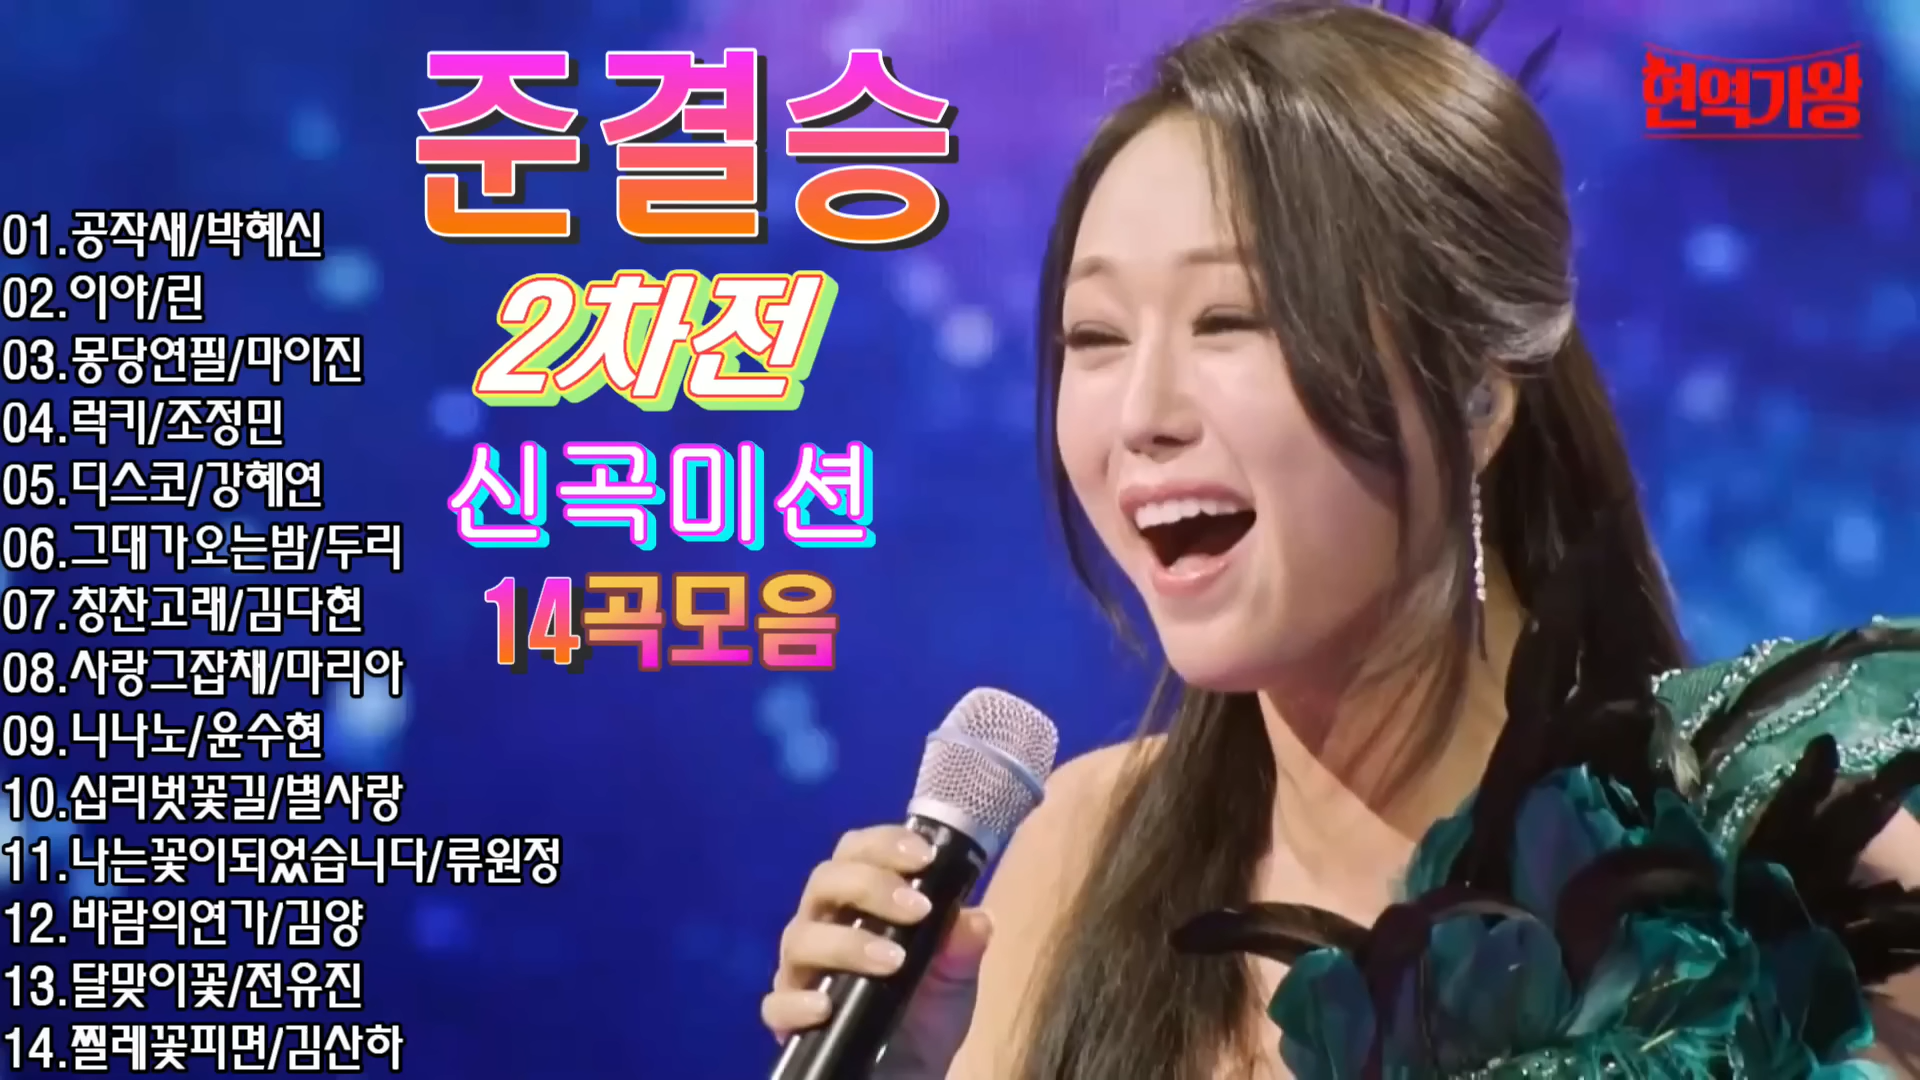 준결승
2차전
신곡미션
14곡모음
현역가왕
01.공작새/박혜신
02.이야/린
03.몽당연필/마이진
04.럭키/조정민
05.디스코/강혜연
06.그대가오는밤/두리
07.칭찬고래/김다현
08.사랑그잡채/마리아
09.니나노/윤수현
10.십리벗꽃길/별사랑
11.나는꽃이되었습니다/류원정
12.바람의연가/김양
13.달맞이꽃/전유진
14.찔레꽃피면/김산하